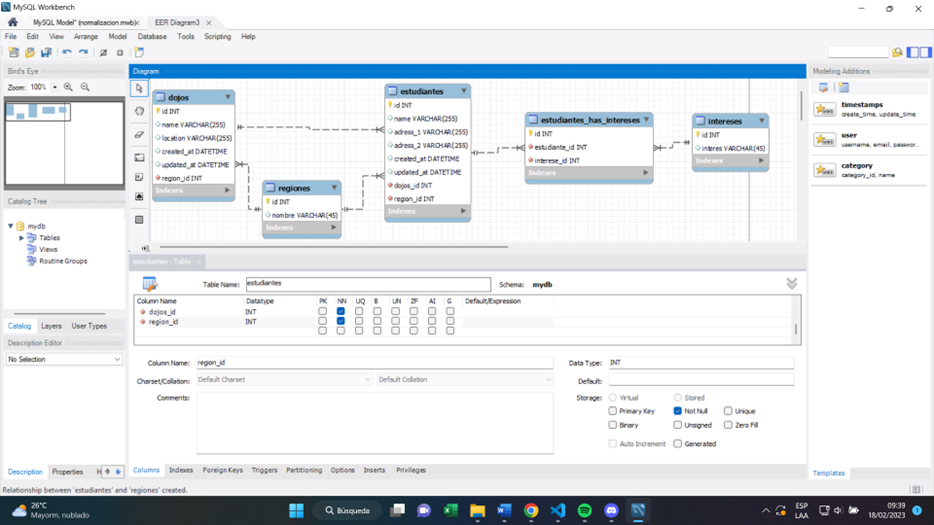 MySQL Workbench
MySQL Model* (normalizacion.mwb)
EER Diagram3
File Edit View Arrange Model Database Tools Scripting Help
Bird's Eye
Zoom: 100%
Diagram
dojos
id INT
name VARCHAR(255)
location VARCHAR(255)
created_at DATETIME
updated_at DATETIME
region_id INT
Indexes
regiones
id INT
nombre VARCHAR(45)
Indexes
estudiantes
id INT
name VARCHAR(255)
adress_1 VARCHAR(255)
adress_2 VARCHAR(255)
created_at DATETIME
updated_at DATETIME
dojos_id INT
region_id INT
Indexes
estudiantes_has_intereses
id INT
estudiante_id INT
interese_id INT
Indexes
intereses
id INT
interes VARCHAR(45)
Indexes
Modeling Additions
timestamps
create_time, update_time
user
username, email, passwor...
category
category_id, name
Templates
Catalog Tree
mydb
Tables
Views
Routine Groups
Catalog Layers User Types
Description Editor
No Selection
Description Properties H
estudiantes - Table
Table Name: estudiantes
Schema: mydb
Column Name Datatype PK NN UQ B UN ZF AI G Default/Expression
dojos_id INT
region_id INT
Column Name: region_id
Data Type: INT
Charset/Collation: Default Charset Default Collation
Default:
Comments:
Storage: Virtual Stored
Primary Key Not Null Unique
Binary Unsigned Zero Fill
Auto Increment Generated
Columns Indexes Foreign Keys Triggers Partitioning Options Inserts Privileges
Relationship between 'estudiantes' and 'regiones' created.
26°C
Mayorm. nublado
Búsqueda
ESP
LAA
09:39
18/02/2023